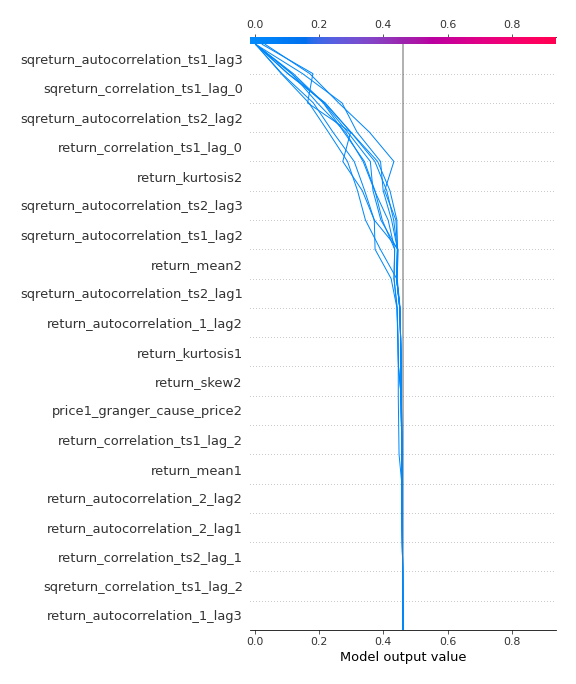 0.0 0.2 0.4 0.6 0.8
sqreturn_autocorrelation_ts1_lag3
sqreturn_correlation_ts1_lag_0
sqreturn_autocorrelation_ts2_lag2
return_correlation_ts1_lag_0
return_kurtosis2
sqreturn_autocorrelation_ts2_lag3
sqreturn_autocorrelation_ts1_lag2
return_mean2
sqreturn_autocorrelation_ts2_lag1
return_autocorrelation_1_lag2
return_kurtosis1
return_skew2
price1_granger_cause_price2
return_correlation_ts1_lag_2
return_mean1
return_autocorrelation_2_lag2
return_autocorrelation_2_lag1
return_correlation_ts2_lag_1
sqreturn_correlation_ts1_lag_2
return_autocorrelation_1_lag3
0.0 0.2 0.4 0.6 0.8
Model output value